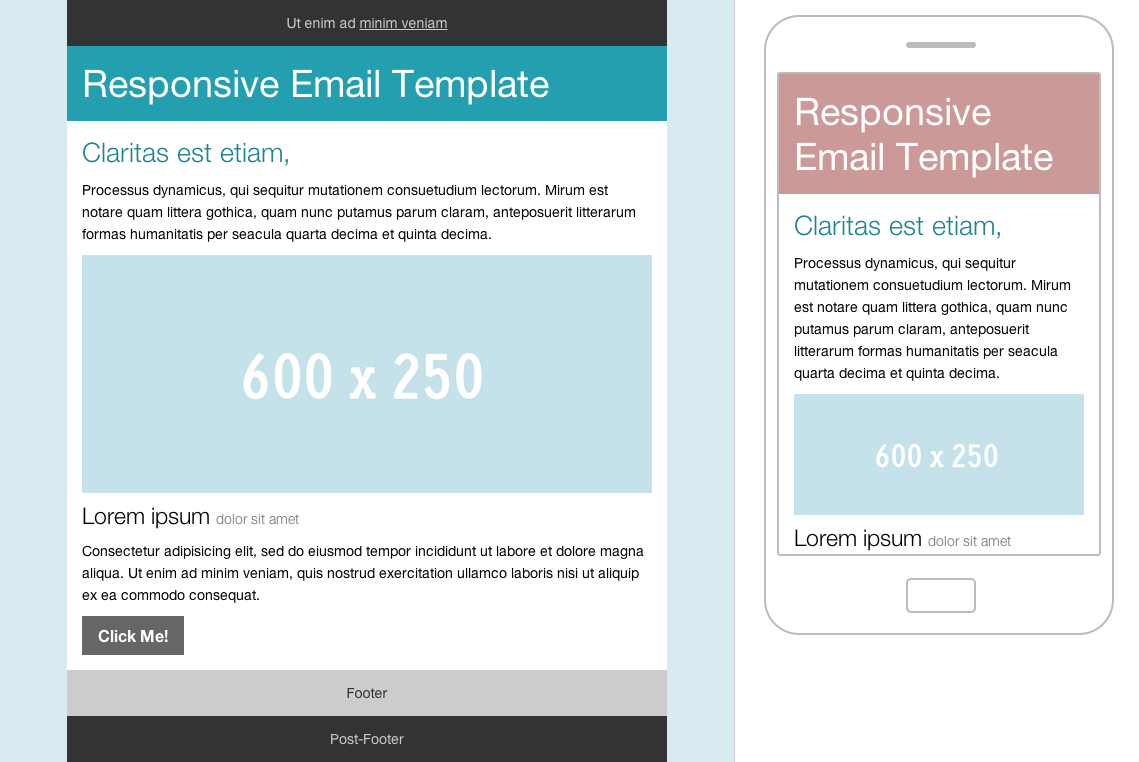 Ut enim ad minim veniam
Responsive Email Template
Claritas est etiam,
Processus dynamicus, qui sequitur mutationem consuetudium lectorum. Mirum est
notare quam littera gothica, quam nunc putamus parum claram, anteposuerit litterarum
formas humanitatis per seacula quarta decima et quinta decima.
600 x 250
Lorem ipsum dolor sit amet
Consectetur adipisicing elit, sed do eiusmod tempor incididunt ut labore et dolore magna
aliqua. Ut enim ad minim veniam, quis nostrud exercitation ullamco laboris nisi ut aliquip
ex ea commodo consequat.
Click Me!
Footer
Post-Footer
Responsive
Email Template
Claritas est etiam,
Processus dynamicus, qui sequitur
mutationem consuetudium lectorum. Mirum
est notare quam littera gothica, quam nunc
putamus parum claram, anteposuerit
litterarum formas humanitatis per seacula
quarta decima et quinta decima.
600 x 250
Lorem ipsum dolor sit amet